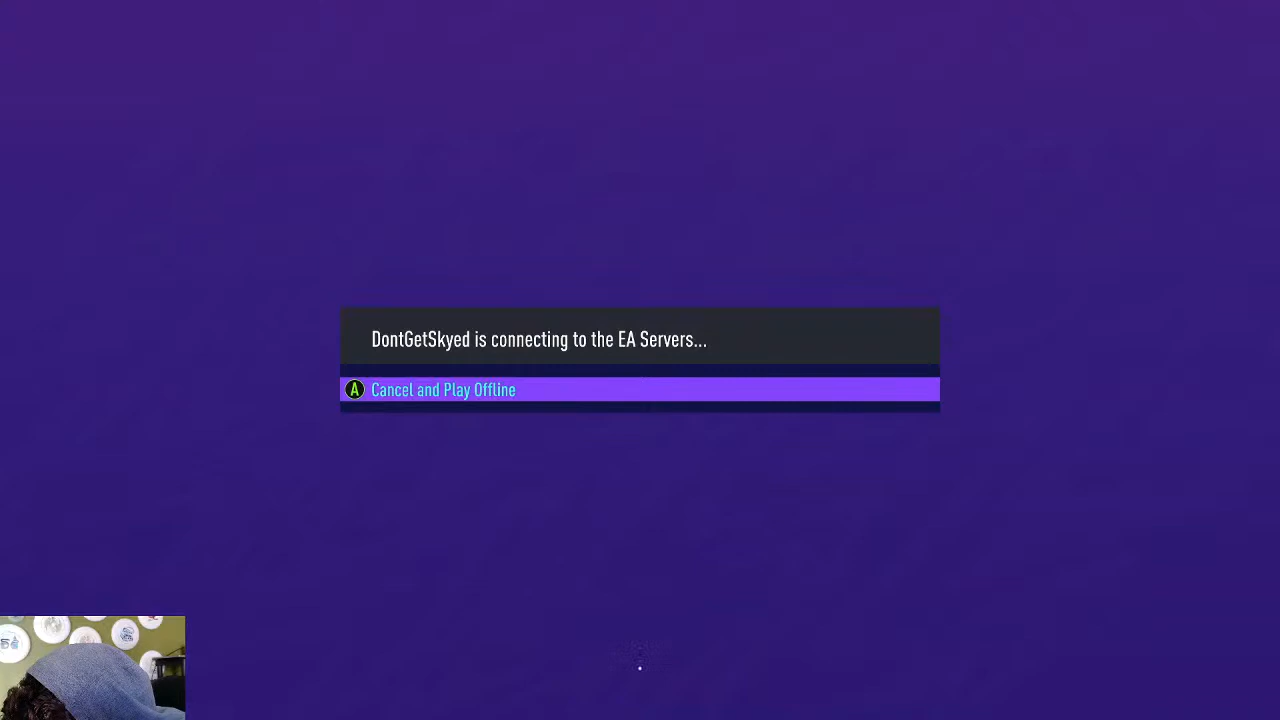 DontGetSkyed is connecting to the EA Servers...
A Cancel and Play Offline